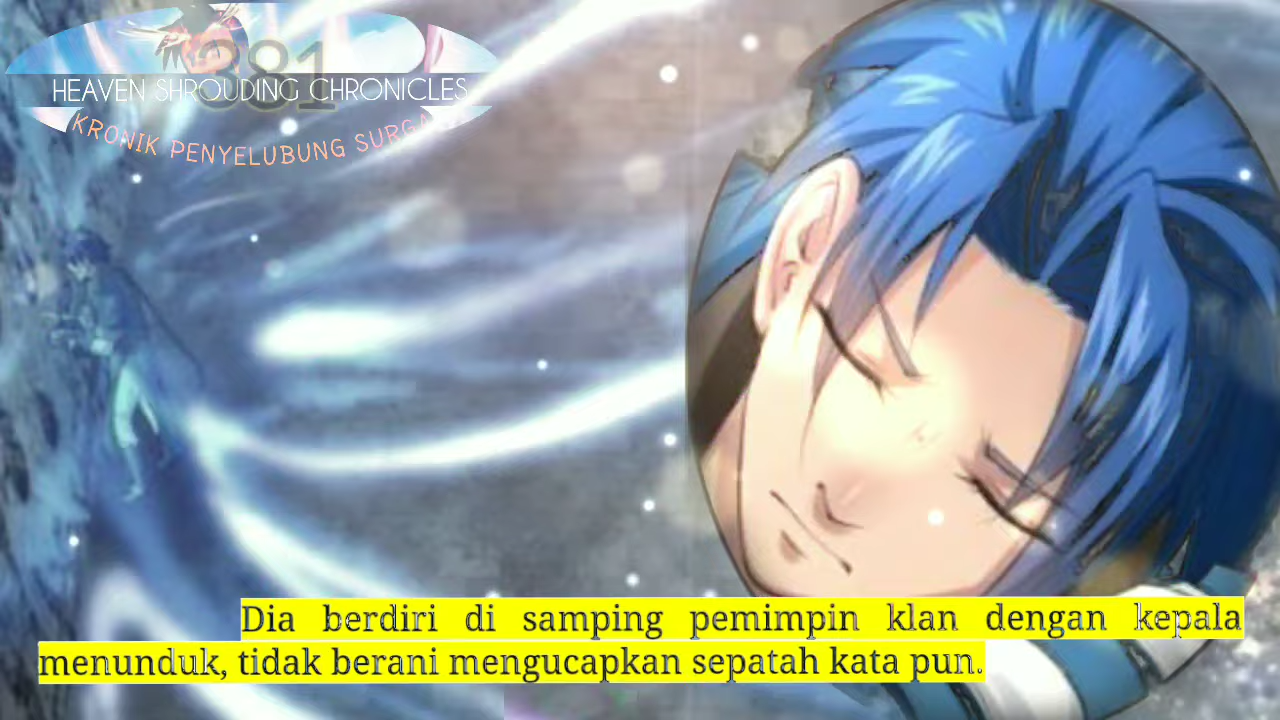 381
HEAVEN SHROUDING CHRONICLES
KRONIK PENYELUBUNG SURGA
Dia berdiri di samping pemimpin klan dengan kepala
menunduk, tidak berani mengucapkan sepatah kata pun.